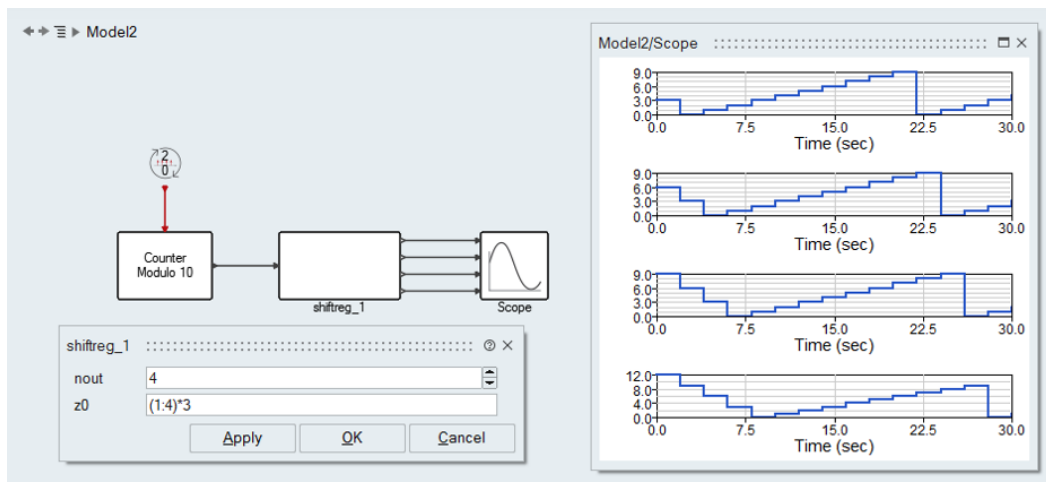 Model2
2
0
Counter
Modulo 10
shiftreg_1
Scope
shiftreg_1
nout
4
z0
(1:4)*3
Apply
OK
Cancel
Model2/Scope
9.0
6.0
3.0
0.0
0.0 7.5 15.0 22.5 30.0
Time (sec)
9.0
6.0
3.0
0.0
0.0 7.5 15.0 22.5 30.0
Time (sec)
9.0
6.0
3.0
0.0
0.0 7.5 15.0 22.5 30.0
Time (sec)
12.0
8.0
4.0
0.0
0.0 7.5 15.0 22.5 30.0
Time (sec)